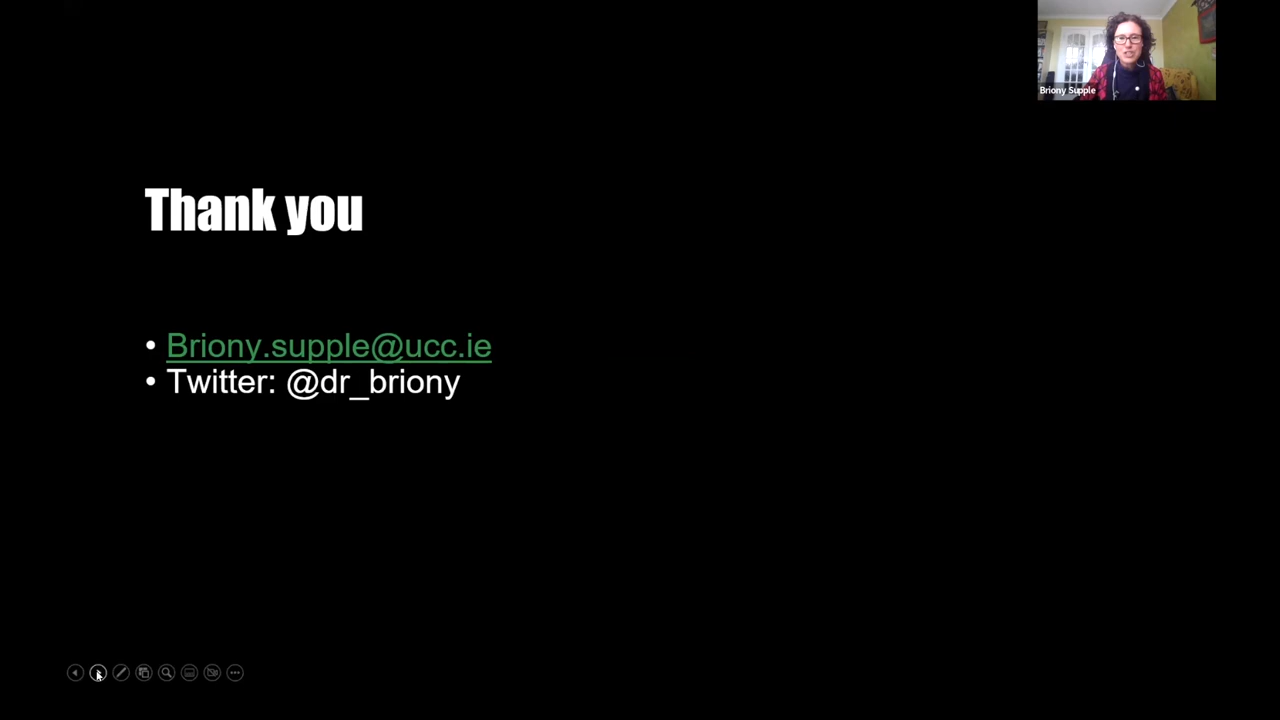 Briony Supple
Thank you
• Briony.supple@ucc.ie
• Twitter: @dr_briony